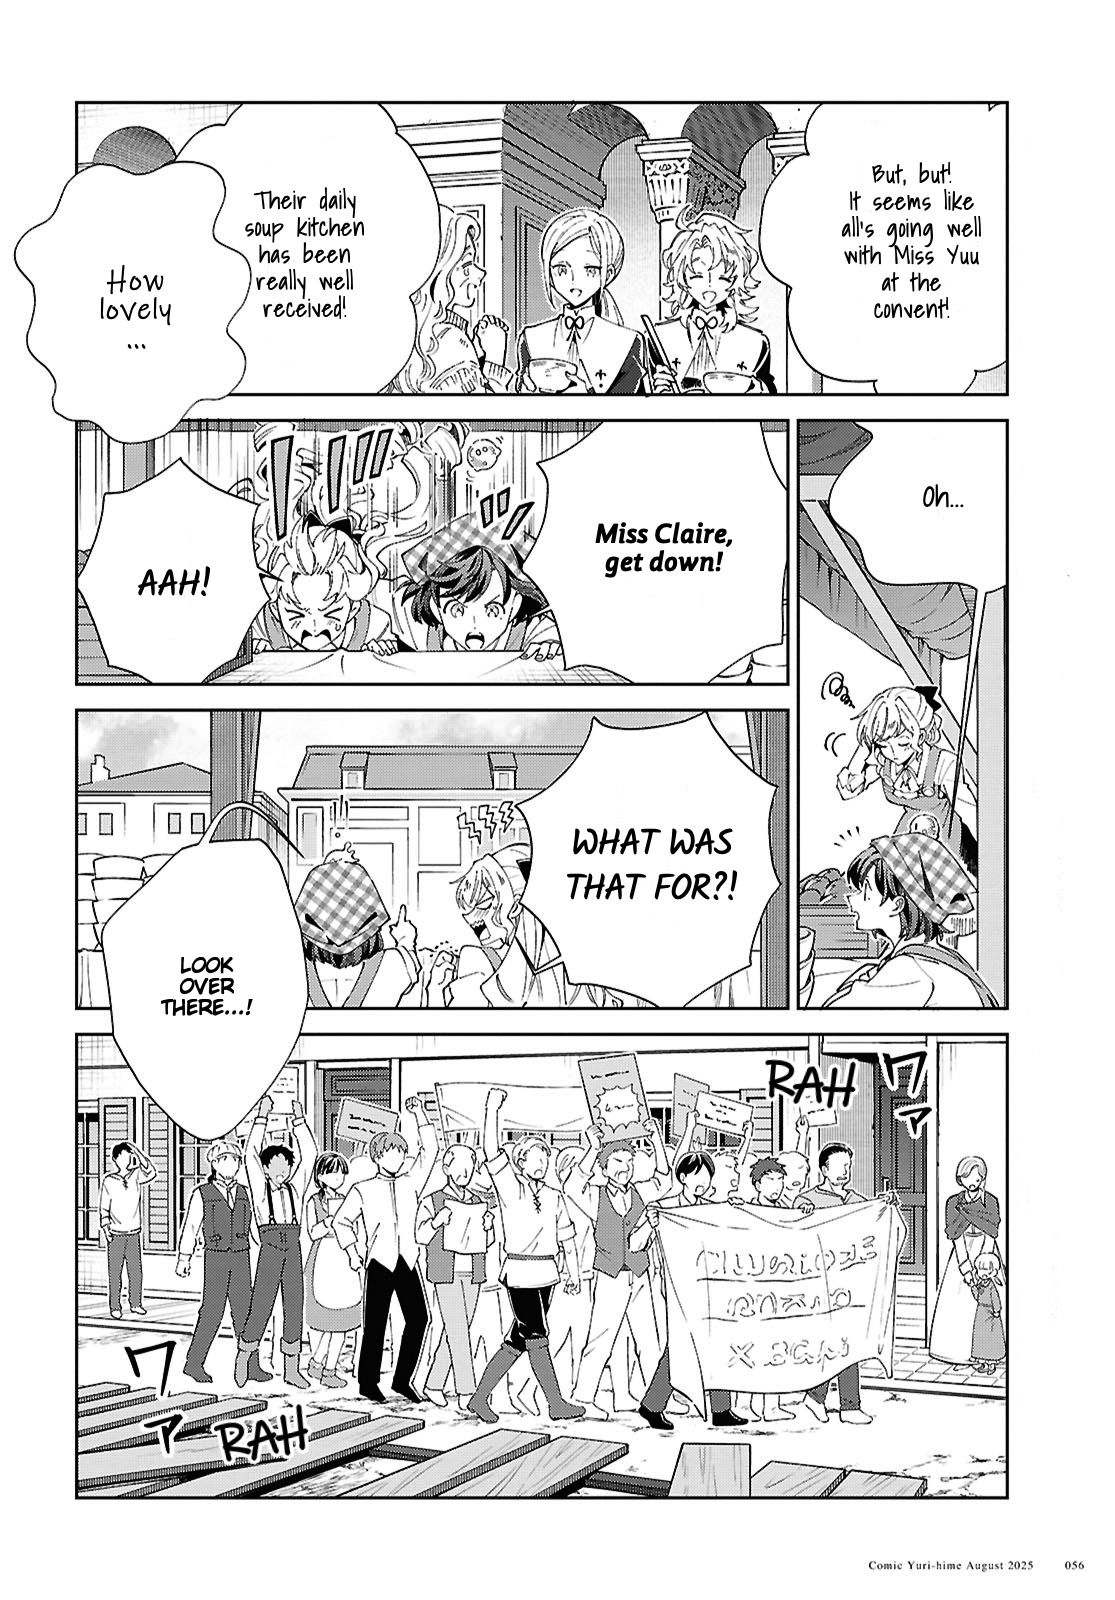 But, but!
It seems like
all's going well
with Miss Yuu
at the
convent!
Their daily
soup kitchen
has been
really well
received!
How
lovely
...
Oh...
Miss Claire,
get down!
AAH!
WHAT WAS
THAT FOR?!
LOOK
OVER
THERE...!
ワァ
RAH
ワァ
RAH
Comic Yuri-hime August 2025 056